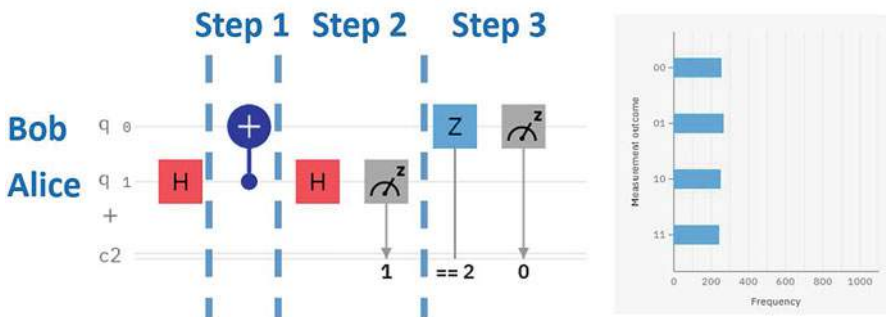 Step 1 Step 2 Step 3
Bob q 0 + Z z
Alice q 1 H H z
+
c2
1 == 2 0
Measurement outcome
00
01
10
11
0 200 400 600 800 1000
Frequency